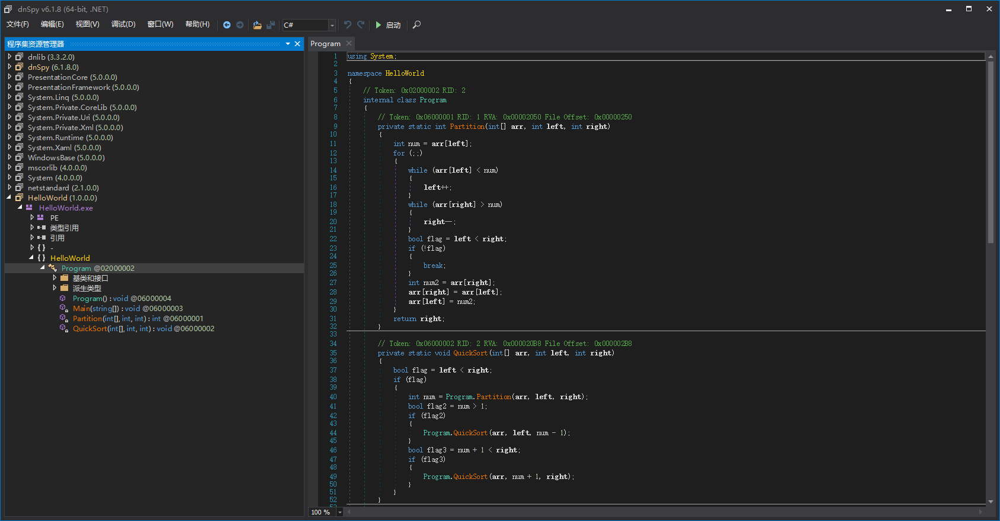 dnSpy v6.1.8 (64-bit, .NET)
文件(F) 编辑(E) 视图(V) 调试(D) 窗口(W) 帮助(H) C# 启动
程序集资源管理器
dnlib (3.3.2.0)
dnSpy (6.1.8.0)
PresentationCore (5.0.0.0)
PresentationFramework (5.0.0.0)
System.Linq (5.0.0.0)
System.Private.CoreLib (5.0.0.0)
System.Private.Uri (5.0.0.0)
System.Private.Xml (5.0.0.0)
System.Runtime (5.0.0.0)
System.Xaml (5.0.0.0)
WindowsBase (5.0.0.0)
mscorlib (4.0.0.0)
System (4.0.0.0)
netstandard (2.1.0.0)
HelloWorld (1.0.0.0)
HelloWorld.exe
PE
类型引用
引用
{ } -
{ } HelloWorld
Program @02000002
基类和接口
派生类型
Program() : void @06000004
Main(string[]) : void @06000003
Partition(int[], int, int) : int @06000001
QuickSort(int[], int, int) : void @06000002
Program
1 using System;
2
3 namespace HelloWorld
4 {
5 // Token: 0x02000002 RID: 2
6 internal class Program
7 {
8 // Token: 0x06000001 RID: 1 RVA: 0x00002050 File Offset: 0x00000250
9 private static int Partition(int[] arr, int left, int right)
10 {
11 int num = arr[left];
12 for (;;)
13 {
14 while (arr[left] < num)
15 {
16 left++;
17 }
18 while (arr[right] > num)
19 {
20 right--;
21 }
22 bool flag = left < right;
23 if (!flag)
24 {
25 break;
26 }
27 int num2 = arr[right];
28 arr[right] = arr[left];
29 arr[left] = num2;
30 }
31 return right;
32 }
33
34 // Token: 0x06000002 RID: 2 RVA: 0x000020B8 File Offset: 0x000002B8
35 private static void QuickSort(int[] arr, int left, int right)
36 {
37 bool flag = left < right;
38 if (flag)
39 {
40 int num = Program.Partition(arr, left, right);
41 bool flag2 = num > 1;
42 if (flag2)
43 {
44 Program.QuickSort(arr, left, num - 1);
45 }
46 bool flag3 = num + 1 < right;
47 if (flag3)
48 {
49 Program.QuickSort(arr, num + 1, right);
50 }
51 }
52 }
53
100 %